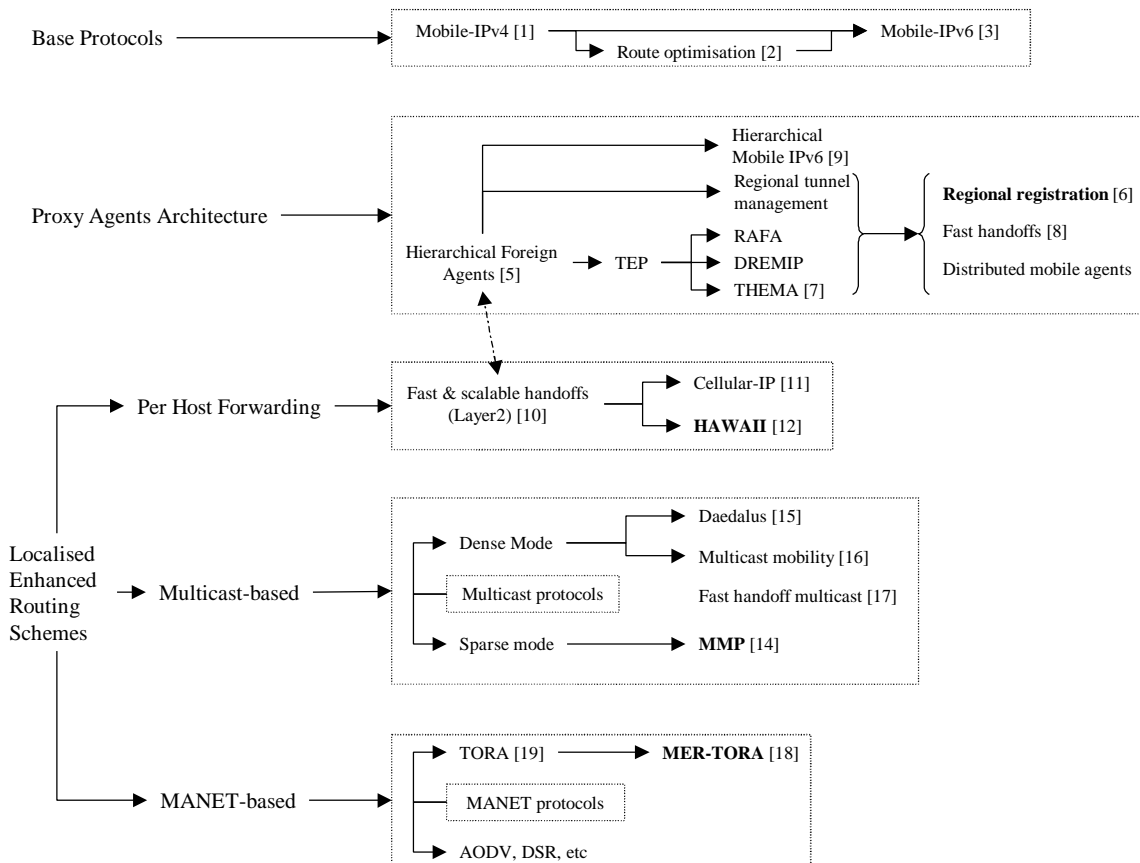 Base Protocols
Mobile-IPv4 [1]
Mobile-IPv6 [3]
Route optimisation [2]
Proxy Agents Architecture
Hierarchical
Mobile IPv6 [9]
Regional tunnel
management
Hierarchical Foreign
Agents [5]
TEP
RAFA
DREMIP
THEMA [7]
Regional registration [6]
Fast handoffs [8]
Distributed mobile agents
Localised
Enhanced
Routing
Schemes
Per Host Forwarding
Fast & scalable handoffs
(Layer2) [10]
Cellular-IP [11]
HAWAII [12]
Multicast-based
Dense Mode
Daedalus [15]
Multicast mobility [16]
Multicast protocols
Fast handoff multicast [17]
Sparse mode
MMP [14]
MANET-based
TORA [19]
MER-TORA [18]
MANET protocols
AODV, DSR, etc